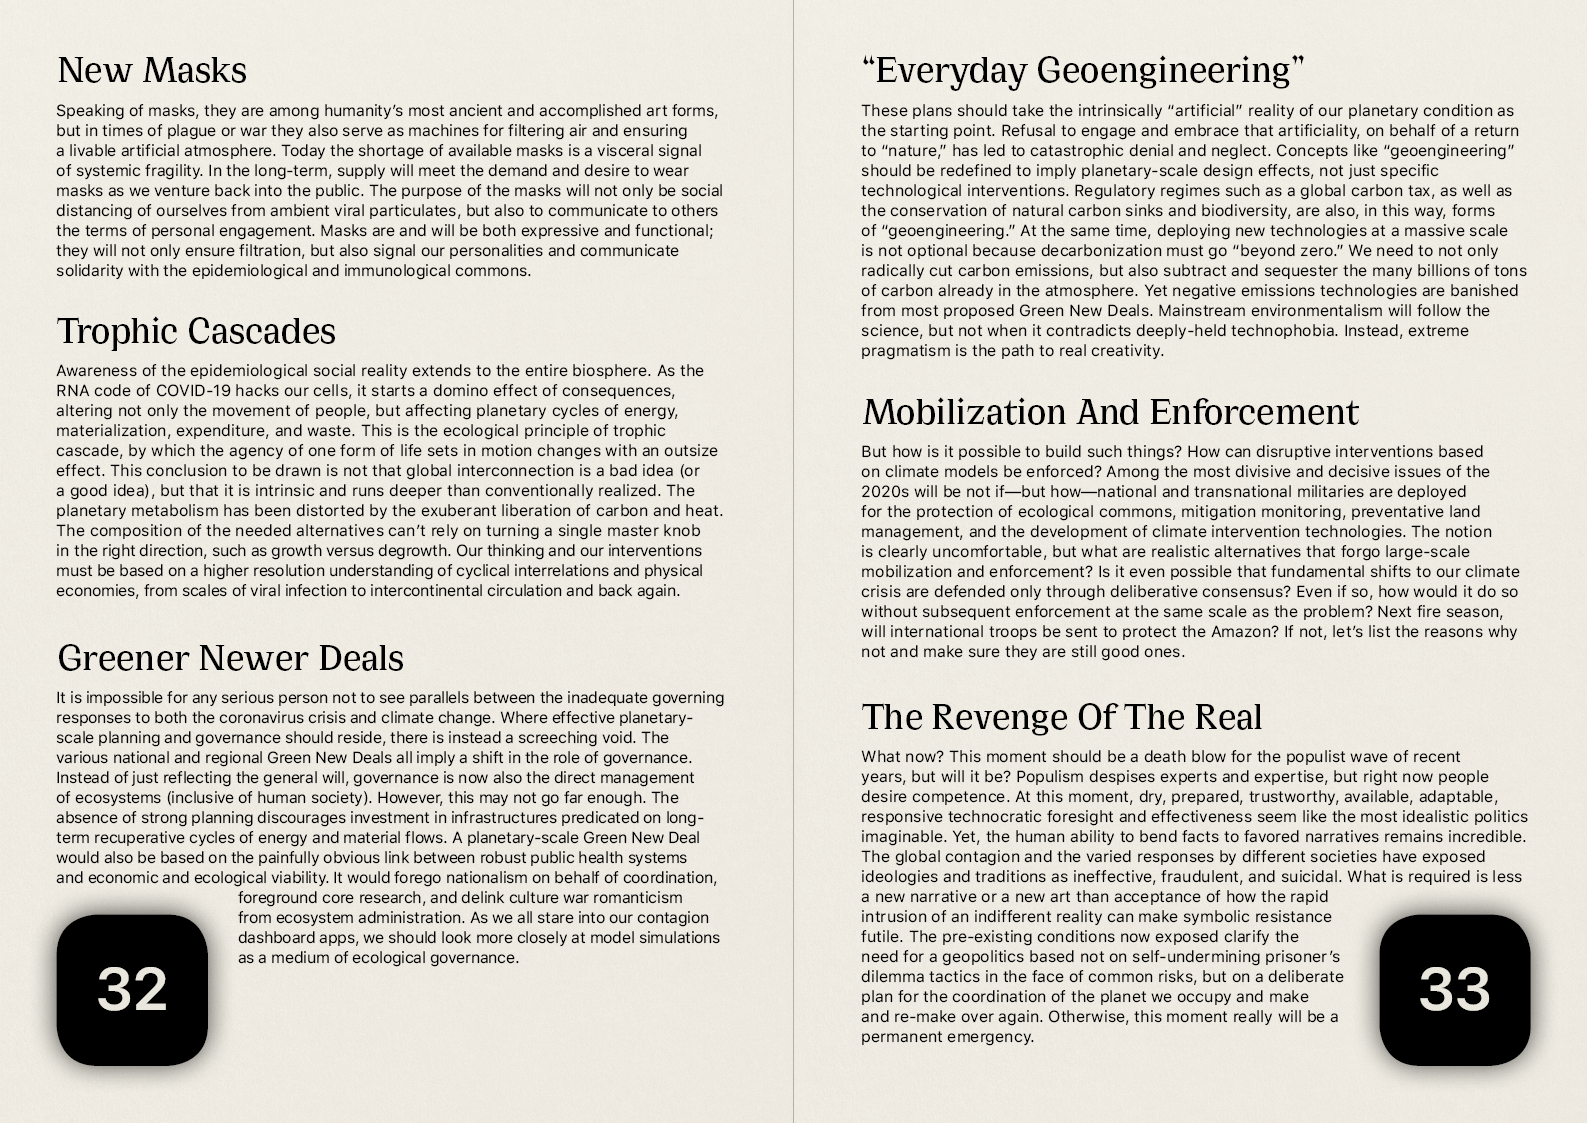 New Masks
Speaking of masks, they are among humanity’s most ancient and accomplished art forms,
but in times of plague or war they also serve as machines for filtering air and ensuring
a livable artificial atmosphere. Today the shortage of available masks is a visceral signal
of systemic fragility. In the long-term, supply will meet the demand and desire to wear
masks as we venture back into the public. The purpose of the masks will not only be social
distancing of ourselves from ambient viral particulates, but also to communicate to others
the terms of personal engagement. Masks are and will be both expressive and functional;
they will not only ensure filtration, but also signal our personalities and communicate
solidarity with the epidemiological and immunological commons.
Trophic Cascades
Awareness of the epidemiological social reality extends to the entire biosphere. As the
RNA code of COVID-19 hacks our cells, it starts a domino effect of consequences,
altering not only the movement of people, but affecting planetary cycles of energy,
materialization, expenditure, and waste. This is the ecological principle of trophic
cascade, by which the agency of one form of life sets in motion changes with an outsize
effect. This conclusion to be drawn is not that global interconnection is a bad idea (or
a good idea), but that it is intrinsic and runs deeper than conventionally realized. The
planetary metabolism has been distorted by the exuberant liberation of carbon and heat.
The composition of the needed alternatives can’t rely on turning a single master knob
in the right direction, such as growth versus degrowth. Our thinking and our interventions
must be based on a higher resolution understanding of cyclical interrelations and physical
economies, from scales of viral infection to intercontinental circulation and back again.
Greener Newer Deals
It is impossible for any serious person not to see parallels between the inadequate governing
responses to both the coronavirus crisis and climate change. Where effective planetary-
scale planning and governance should reside, there is instead a screeching void. The
various national and regional Green New Deals all imply a shift in the role of governance.
Instead of just reflecting the general will, governance is now also the direct management
of ecosystems (inclusive of human society). However, this may not go far enough. The
absence of strong planning discourages investment in infrastructures predicated on long-
term recuperative cycles of energy and material flows. A planetary-scale Green New Deal
would also be based on the painfully obvious link between robust public health systems
and economic and ecological viability. It would forego nationalism on behalf of coordination,
foreground core research, and delink culture war romanticism
from ecosystem administration. As we all stare into our contagion
dashboard apps, we should look more closely at model simulations
as a medium of ecological governance.
32
“Everyday Geoengineering”
These plans should take the intrinsically “artificial” reality of our planetary condition as
the starting point. Refusal to engage and embrace that artificiality, on behalf of a return
to “nature,” has led to catastrophic denial and neglect. Concepts like “geoengineering”
should be redefined to imply planetary-scale design effects, not just specific
technological interventions. Regulatory regimes such as a global carbon tax, as well as
the conservation of natural carbon sinks and biodiversity, are also, in this way, forms
of “geoengineering.” At the same time, deploying new technologies at a massive scale
is not optional because decarbonization must go “beyond zero.” We need to not only
radically cut carbon emissions, but also subtract and sequester the many billions of tons
of carbon already in the atmosphere. Yet negative emissions technologies are banished
from most proposed Green New Deals. Mainstream environmentalism will follow the
science, but not when it contradicts deeply-held technophobia. Instead, extreme
pragmatism is the path to real creativity.
Mobilization And Enforcement
But how is it possible to build such things? How can disruptive interventions based
on climate models be enforced? Among the most divisive and decisive issues of the
2020s will be not if—but how—national and transnational militaries are deployed
for the protection of ecological commons, mitigation monitoring, preventative land
management, and the development of climate intervention technologies. The notion
is clearly uncomfortable, but what are realistic alternatives that forgo large-scale
mobilization and enforcement? Is it even possible that fundamental shifts to our climate
crisis are defended only through deliberative consensus? Even if so, how would it do so
without subsequent enforcement at the same scale as the problem? Next fire season,
will international troops be sent to protect the Amazon? If not, let’s list the reasons why
not and make sure they are still good ones.
The Revenge Of The Real
What now? This moment should be a death blow for the populist wave of recent
years, but will it be? Populism despises experts and expertise, but right now people
desire competence. At this moment, dry, prepared, trustworthy, available, adaptable,
responsive technocratic foresight and effectiveness seem like the most idealistic politics
imaginable. Yet, the human ability to bend facts to favored narratives remains incredible.
The global contagion and the varied responses by different societies have exposed
ideologies and traditions as ineffective, fraudulent, and suicidal. What is required is less
a new narrative or a new art than acceptance of how the rapid
intrusion of an indifferent reality can make symbolic resistance
futile. The pre-existing conditions now exposed clarify the
need for a geopolitics based not on self-undermining prisoner’s
dilemma tactics in the face of common risks, but on a deliberate
plan for the coordination of the planet we occupy and make
and re-make over again. Otherwise, this moment really will be a
permanent emergency.
33